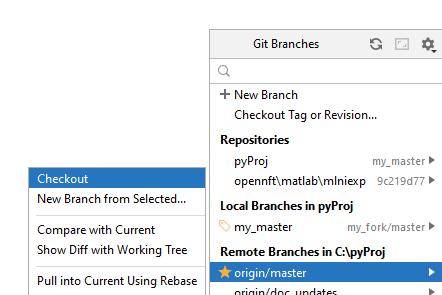 Git Branches
New Branch
Checkout Tag or Revision...
Repositories
pyProj my_master
opennft\matlab\mlniexp 9c219d77
Local Branches in pyProj
my_master my_fork/master
Remote Branches in C:\pyProj
origin/master
origin/doc_updates
Checkout
New Branch from Selected...
Compare with Current
Show Diff with Working Tree
Pull into Current Using Rebase